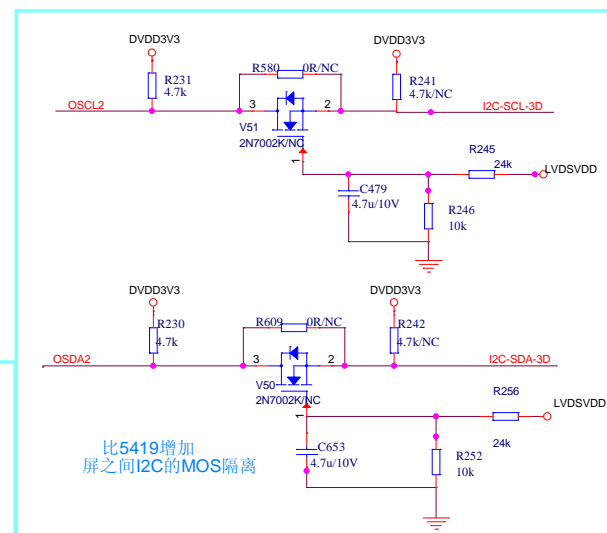 DVDD3V3
DVDD3V3
R580
0R/NC
R231
4.7k
R241
4.7k/NC
OSCL2
3
2
I2C-SCL-3D
V51
2N7002K/NC
1
R245
24k
LVDSVDD
C479
4.7u/10V
R246
10k
DVDD3V3
DVDD3V3
R609
0R/NC
R230
4.7k
R242
4.7k/NC
OSDA2
3
2
I2C-SDA-3D
V50
2N7002K/NC
1
R256
24k
LVDSVDD
C653
4.7u/10V
R252
10k
比5419增加
屏之间I2C的MOS隔离